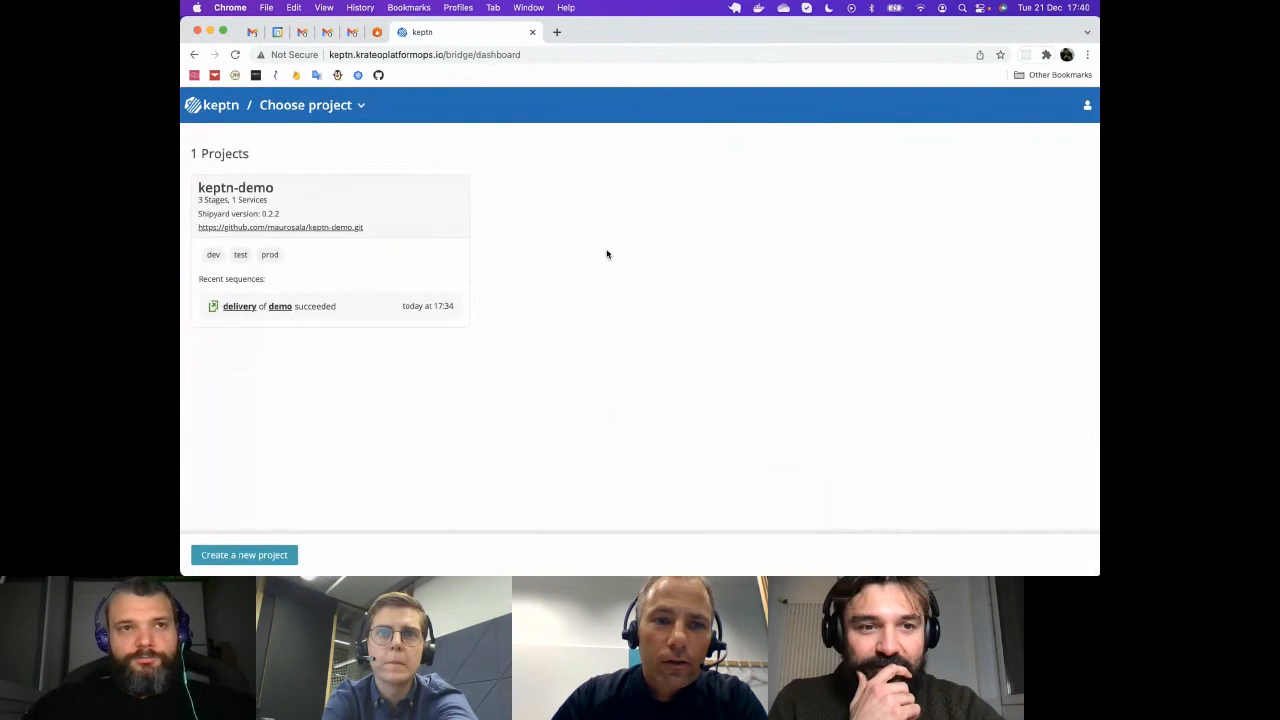 Chrome File Edit View History Bookmarks Profiles Tab Window Help Tue 21 Dec 17:40
keptn
Not Secure keptn.krateoplatformops.io/bridge/dashboard
Other Bookmarks
keptn / Choose project
1 Projects
keptn-demo
3 Stages, 1 Services
Shipyard version: 0.2.2
https://github.com/maurosala/keptn-demo.git
dev test prod
Recent sequences:
delivery of demo succeeded today at 17:34
Create a new project